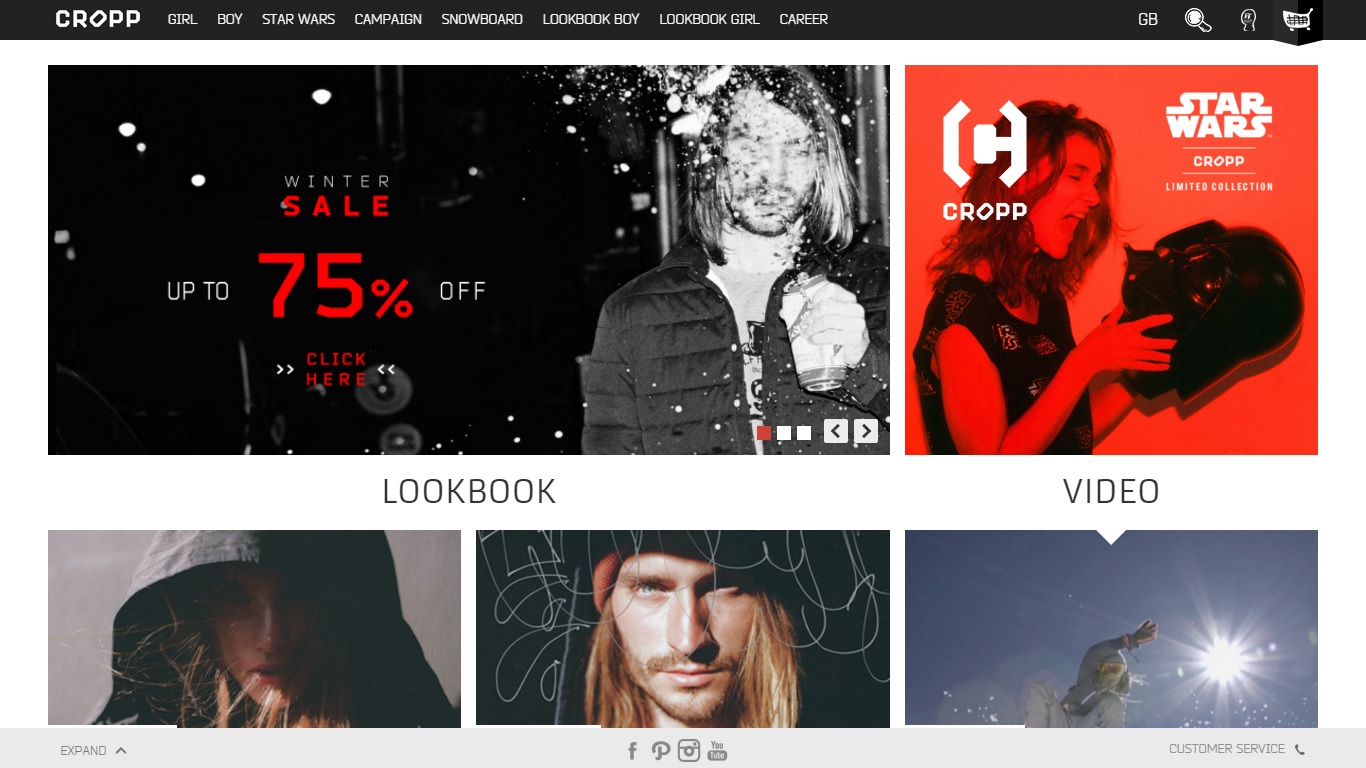 CROPP GIRL BOY STAR WARS CAMPAIGN SNOWBOARD LOOKBOOK BOY LOOKBOOK GIRL CAREER GB
WINTER
SALE
UP TO 75% OFF
>> CLICK HERE <<
CROPP
STAR WARS
CROPP
LIMITED COLLECTION
LOOKBOOK
VIDEO
EXPAND
You Tube
CUSTOMER SERVICE